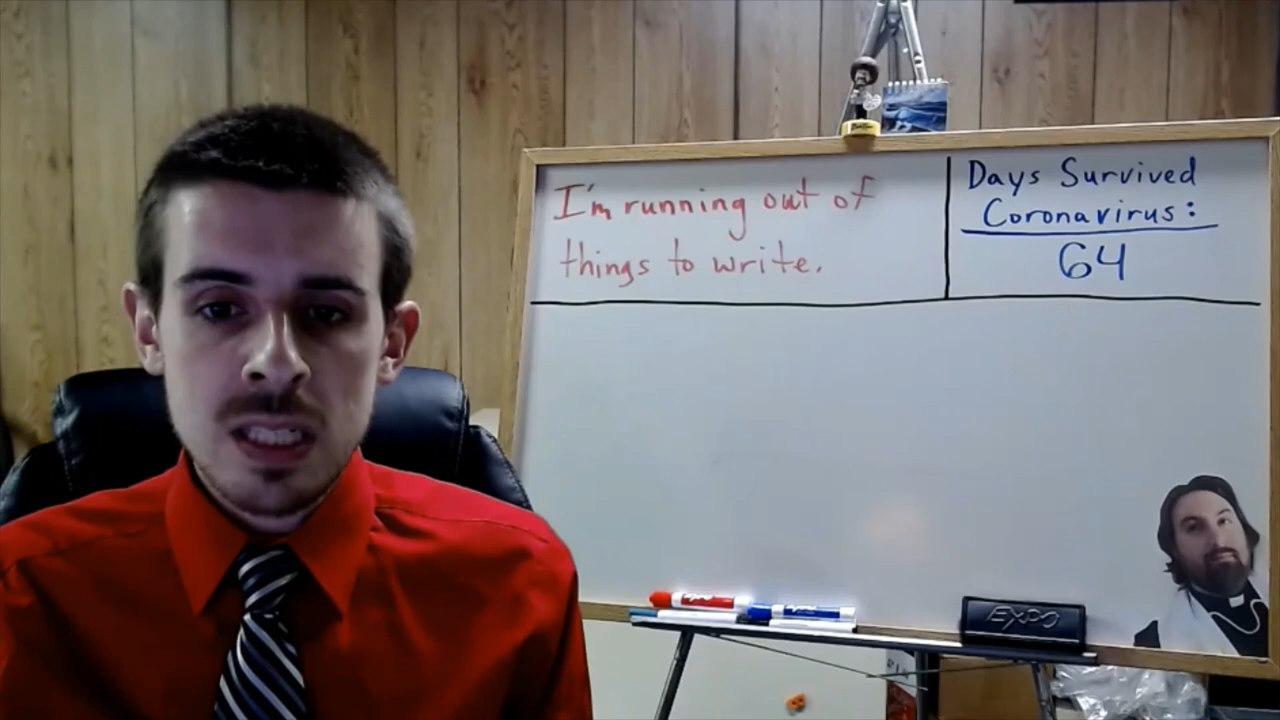 I'm running out of
things to write.
Days Survived
Coronavirus:
64
EXPO